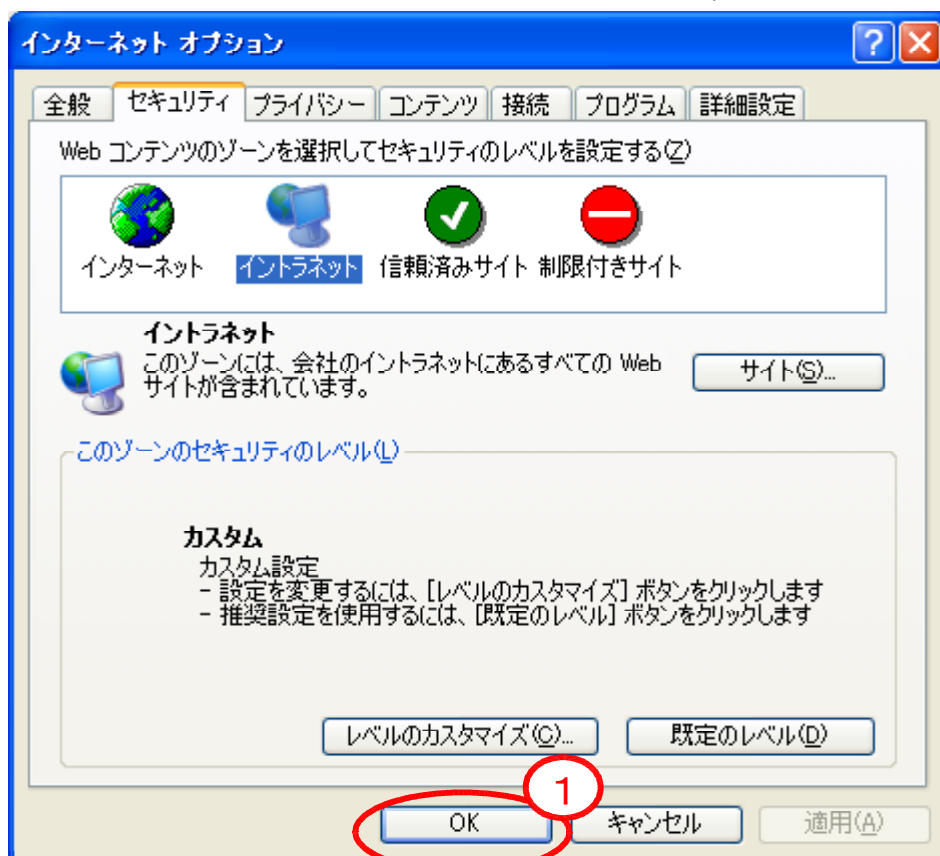 インターネット オプション
全般 セキュリティ プライバシー コンテンツ 接続 プログラム 詳細設定
Web コンテンツのゾーンを選択してセキュリティのレベルを設定する(Z)
インターネット イントラネット 信頼済みサイト 制限付きサイト
イントラネット
このゾーンには、会社のイントラネットにあるすべての Web
サイトが含まれています。
サイト(S)...
このゾーンのセキュリティのレベル(L)
カスタム
カスタム設定
- 設定を変更するには、[レベルのカスタマイズ] ボタンをクリックします
- 推奨設定を使用するには、[既定のレベル] ボタンをクリックします
レベルのカスタマイズ(C)... 既定のレベル(D)
1
OK キャンセル 適用(A)